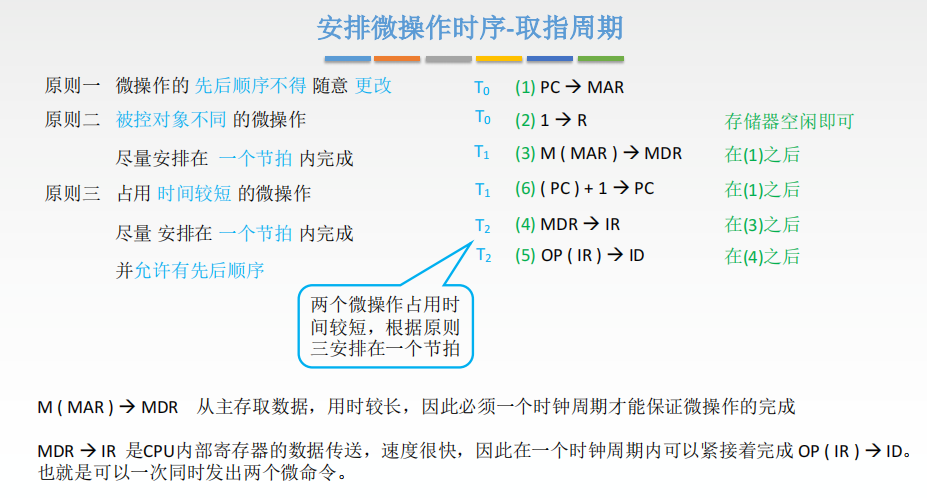 安排微操作时序-取指周期
原则一 微操作的 先后顺序不得 随意 更改
原则二 被控对象不同 的微操作
尽量安排在 一个节拍 内完成
原则三 占用 时间较短 的微操作
尽量 安排在 一个节拍 内完成
并允许有先后顺序
T₀ (1) PC → MAR
T₀ (2) 1 → R 存储器空闲即可
T₁ (3) M ( MAR ) → MDR 在(1)之后
T₁ (6) ( PC ) + 1 → PC 在(1)之后
T₂ (4) MDR → IR 在(3)之后
T₂ (5) OP ( IR ) → ID 在(4)之后
两个微操作占用时
间较短，根据原则
三安排在一个节拍
M ( MAR ) → MDR 从主存取数据，用时较长，因此必须一个时钟周期才能保证微操作的完成
MDR → IR 是CPU内部寄存器的数据传送，速度很快，因此在一个时钟周期内可以紧接着完成 OP ( IR ) → ID。
也就是可以一次同时发出两个微命令。